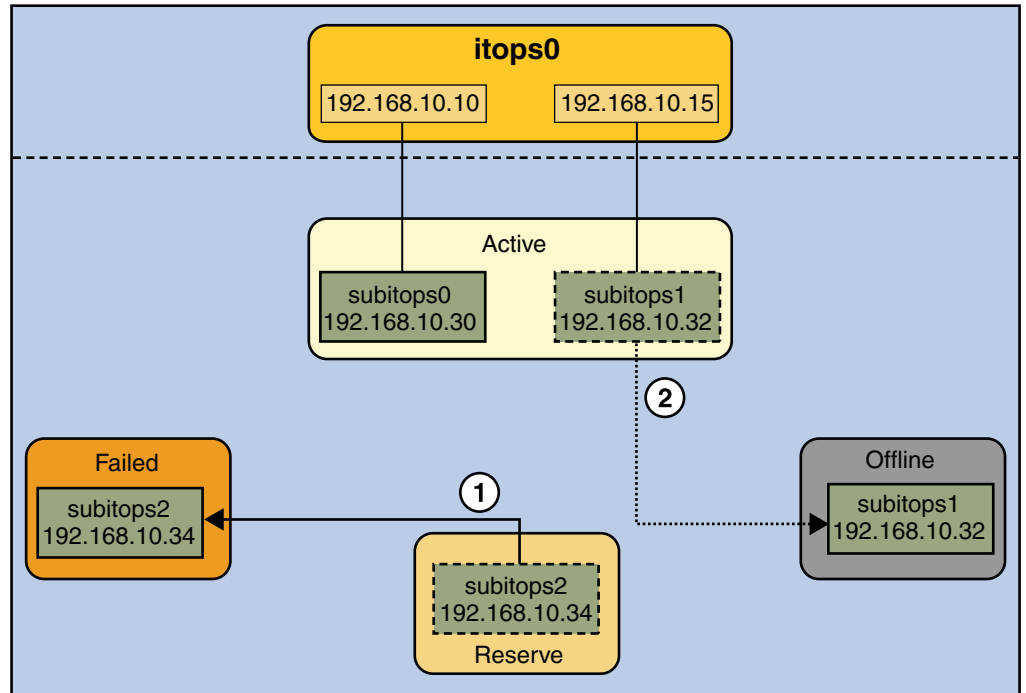 itops0
192.168.10.10
192.168.10.15
Active
subitops0
192.168.10.30
subitops1
192.168.10.32
2
Failed
subitops2
192.168.10.34
1
Offline
subitops1
192.168.10.32
subitops2
192.168.10.34
Reserve